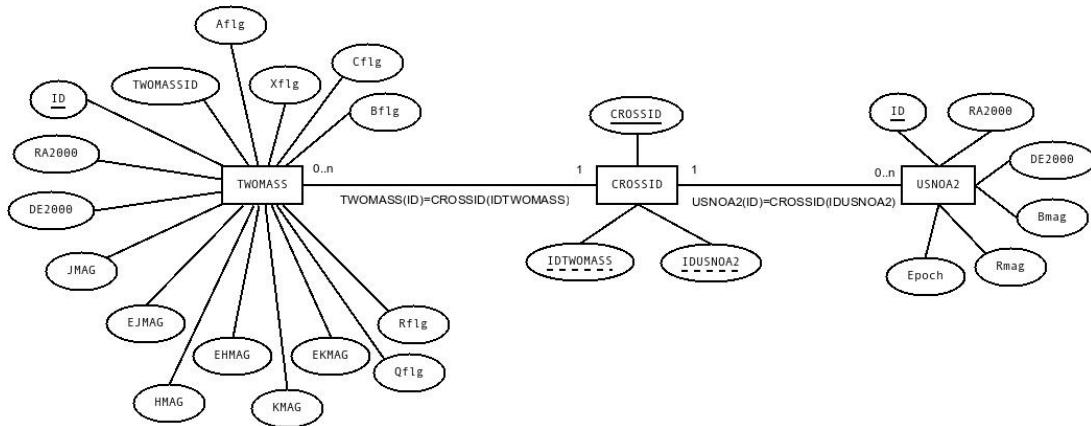 Aflg
Cflg
TWOMASSID
Xflg
ID
Bflg
RA2000
DE2000
JMAG
EJMAG
HMAG
EHMAG
KMAG
EKMAG
Qflg
Rflg
TWOMASS
0..n
1
TWOMASS(ID)=CROSSID(IDTWOMASS)
CROSSID
CROSSID
IDTWOMASS
IDUSNOA2
1
0..n
USNOA2(ID)=CROSSID(IDUSNOA2)
USNOA2
ID
RA2000
DE2000
Bmag
Rmag
Epoch